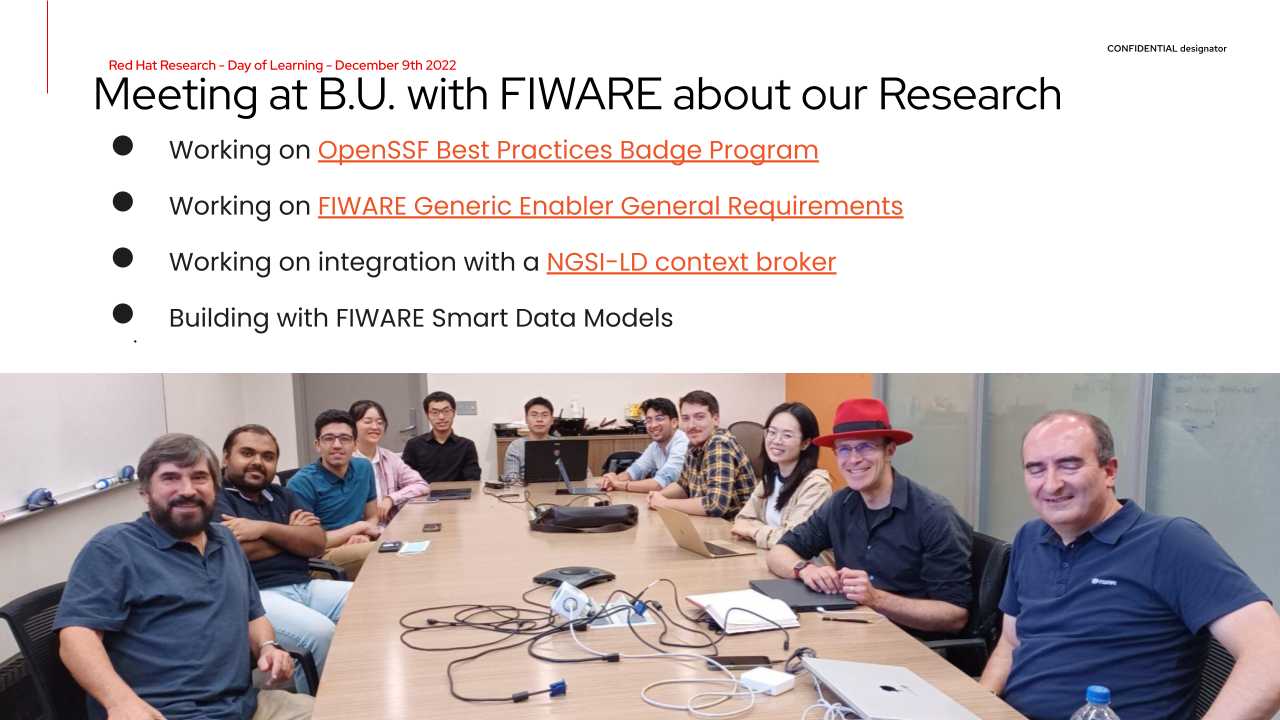 CONFIDENTIAL designator
Red Hat Research - Day of Learning - December 9th 2022
Meeting at B.U. with FIWARE about our Research
● Working on OpenSSF Best Practices Badge Program
● Working on FIWARE Generic Enabler General Requirements
● Working on integration with a NGSI-LD context broker
● Building with FIWARE Smart Data Models